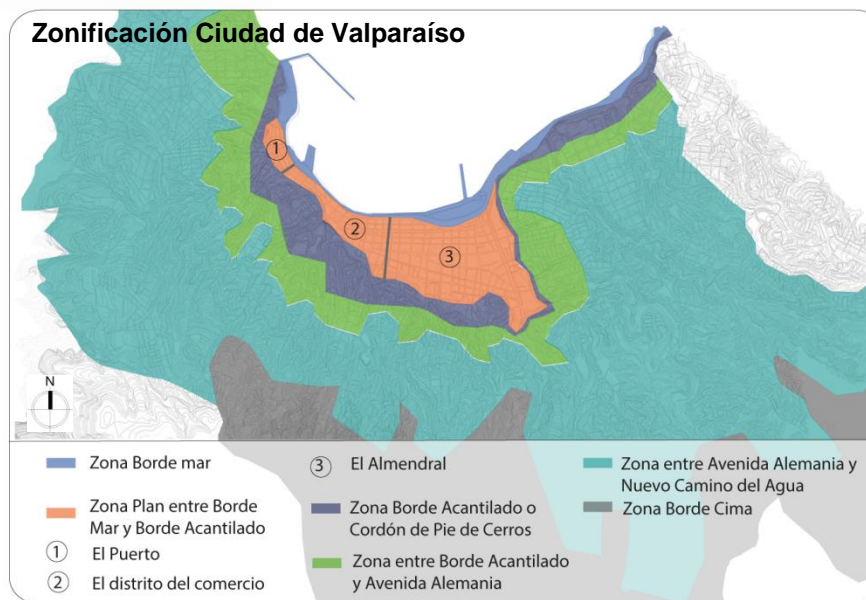 Zonificación Ciudad de Valparaíso
1
2
3
N
Zona Borde mar
Zona Plan entre Borde
Mar y Borde Acantilado
1 El Puerto
2 El distrito del comercio
3 El Almendral
Zona Borde Acantilado o
Cordón de Pie de Cerros
Zona entre Borde Acantilado
y Avenida Alemania
Zona entre Avenida Alemania y
Nuevo Camino del Agua
Zona Borde Cima